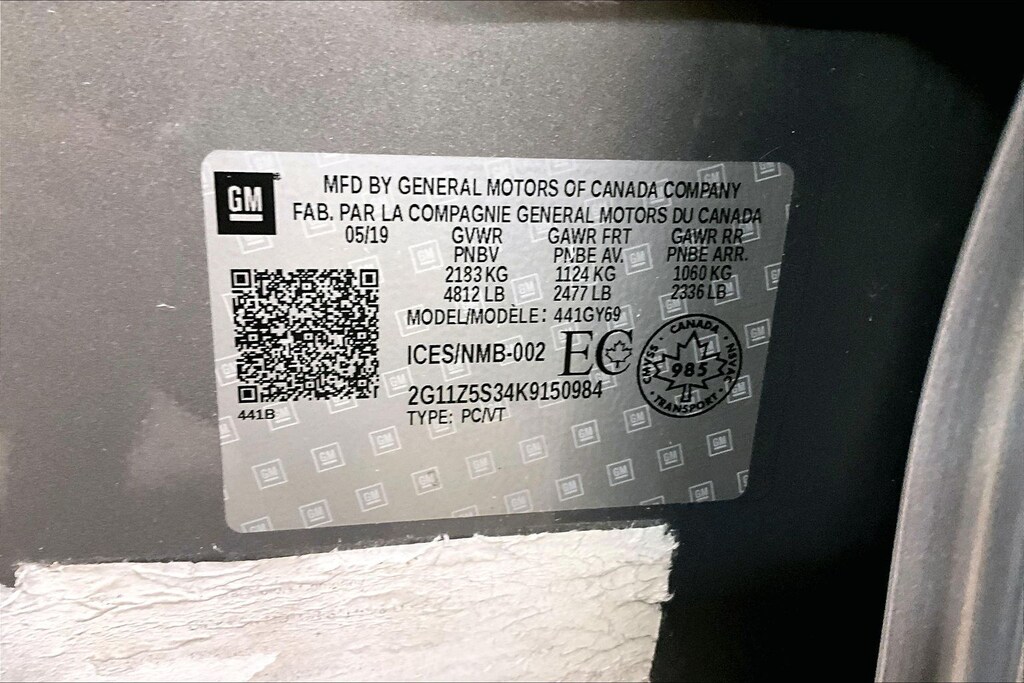 GM
MFD BY GENERAL MOTORS OF CANADA COMPANY
FAB. PAR LA COMPAGNIE GENERAL MOTORS DU CANADA
05/19 GVWR GAWR FRT GAWR RR
PNBV PNBE AV. PNBE ARR.
2183 KG 1124 KG 1060 KG
4812 LB 2477 LB 2336 LB
MODEL/MODÈLE: 441GY69
ICES/NMB-002 EC
CANADA
CMVSS 985 NSVAC
TRANSPORT
2G11Z5S34K9150984
441B TYPE: PC/VT